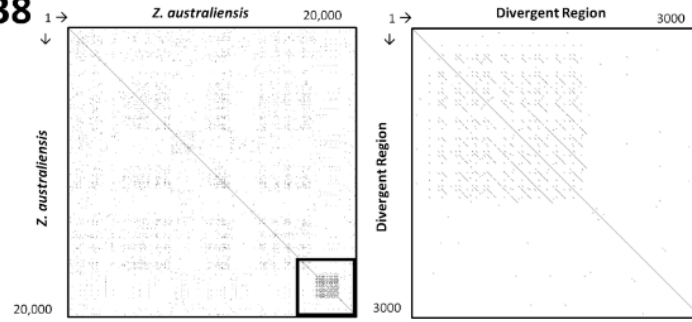 38
1 → Z. australiensis 20,000
↓
Z. australiensis
20,000
1 → Divergent Region 3000
↓
Divergent Region
3000